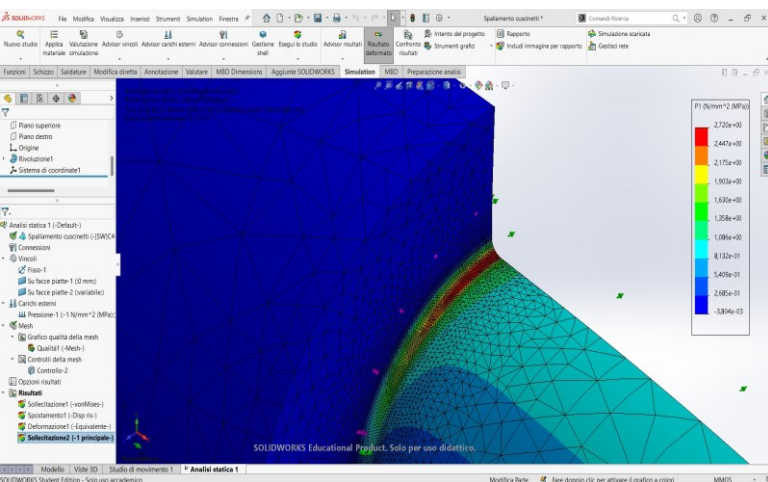 SOLIDWORKS File Modifica Visualizza Inserisci Strumenti Simulation Finestra Spallamento cuscinetti * Comandi Ricerca
Nuovo studio Applica materiale Valutazione simulazione Advisor vincoli Advisor carichi esterni Advisor connessioni Gestione shell Esegui lo studio Advisor risultati Risultato deformato Confronto risultati Intento del progetto Rapporto Simulazione scaricata
Strumenti grafici Includi immagine per rapporto Gestisci rete
Funzioni Schizzo Saldature Modifica diretta Annotazione Valutare MBD Dimensions Aggiunte SOLIDWORKS Simulation MBD Preparazione analisi
Piano superiore
Piano destro
Origine
Rivoluzione1
Sistema di coordinate1
Analisi statica 1 (-Default-)
Spallamento cuscinetti (-[SW]C
Connessioni
Vincoli
Fisso-1
Su facce piatte-1 (:0 mm:)
Su facce piatte-2 (variabile:)
Carichi esterni
Pressione-1 (:-1 N/mm^2 (MPa):
Mesh
Grafico qualità della mesh
Qualità1 (-Mesh-)
Controlli della mesh
Controllo-2
Opzioni risultati
Risultati
Sollecitazione1 (-vonMises-)
Spostamento1 (-Disp ris-)
Deformazione1 (-Equivalente-)
Sollecitazione2 (-1 principale-)
P1 (N/mm^2 (MPa))
2,720e+00
2,447e+00
2,175e+00
1,903e+00
1,630e+00
1,358e+00
1,086e+00
8,132e-01
5,409e-01
2,685e-01
-3,804e-03
SOLIDWORKS Educational Product. Solo per uso didattico.
Modello Viste 3D Studio di movimento 1 Analisi statica 1
SOLIDWORKS Student Edition - Solo uso accademico Modifica Parte Fare doppio clic per attivare il grafico a colori MMGS